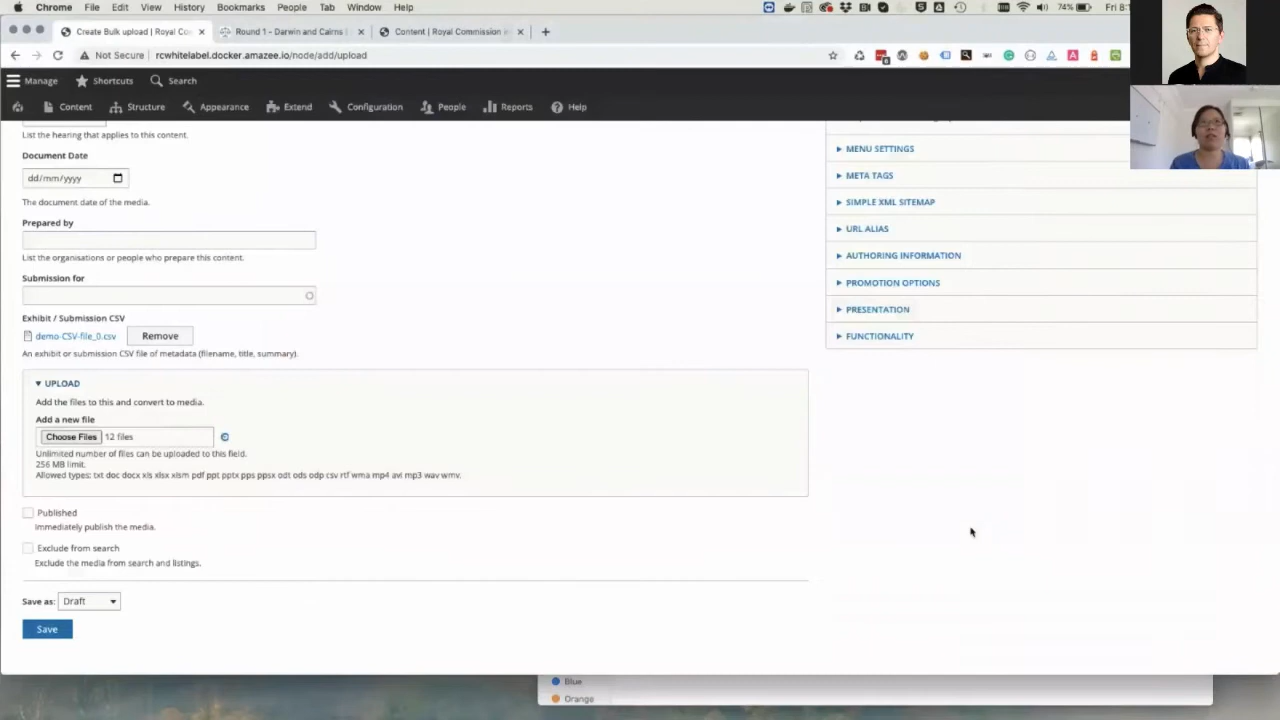 Chrome File Edit View History Bookmarks People Tab Window Help 74% Fri 8:1
Create Bulk upload | Royal Co Round 1 - Darwin and Cairns | Content | Royal Commission
Not Secure | rcwhitelabel.docker.amazee.io/node/add/upload
Manage Shortcuts Search
Content Structure Appearance Extend Configuration People Reports Help
List the hearing that applies to this content.
Document Date
dd/mm/yyyy
The document date of the media.
Prepared by
List the organisations or people who prepare this content.
Submission for
Exhibit / Submission CSV
demo-CSV-file_0.csv Remove
An exhibit or submission CSV file of metadata (filename, title, summary).
UPLOAD
Add the files to this and convert to media.
Add a new file
Choose Files 12 files
Unlimited number of files can be uploaded to this field.
256 MB limit.
Allowed types: txt doc docx xls xlsx xlsm pdf ppt pptx pps ppsx odt ods odp csv rtf wma mp4 avi mp3 wav wmv.
Published
Immediately publish the media.
Exclude from search
Exclude the media from search and listings.
Save as: Draft
Save
MENU SETTINGS
META TAGS
SIMPLE XML SITEMAP
URL ALIAS
AUTHORING INFORMATION
PROMOTION OPTIONS
PRESENTATION
FUNCTIONALITY
Blue
Orange